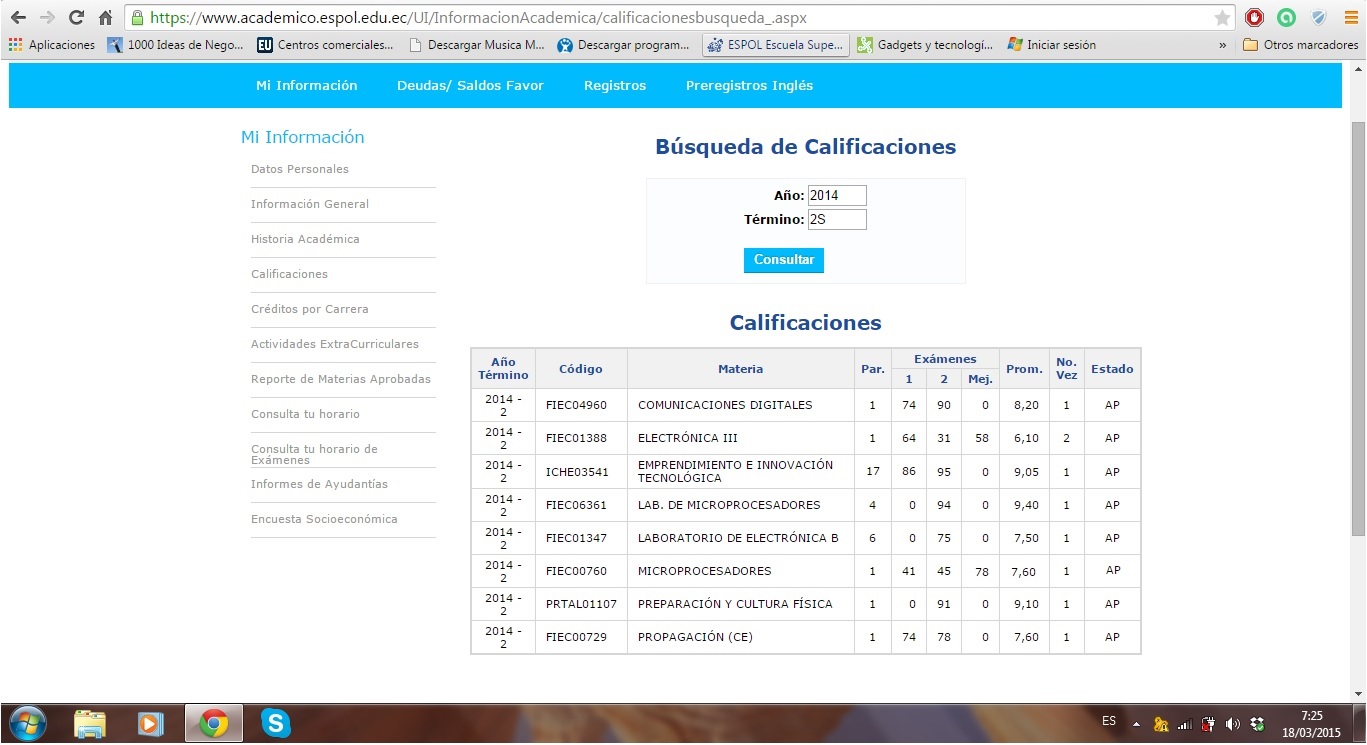 https://www.academico.espol.edu.ec/UI/InformacionAcademica/calificacionesbusqueda_.aspx
Aplicaciones 1000 Ideas de Nego... EU Centros comerciales... Descargar Musica M... Descargar program... ESPOL Escuela Supe... Gadgets y tecnologí... Iniciar sesión » Otros marcadores
Mi Información Deudas/ Saldos Favor Registros Preregistros Inglés
Mi Información
Datos Personales
Información General
Historia Académica
Calificaciones
Créditos por Carrera
Actividades ExtraCurriculares
Reporte de Materias Aprobadas
Consulta tu horario
Consulta tu horario de
Exámenes
Informes de Ayudantías
Encuesta Socioeconómica
Búsqueda de Calificaciones
Año: 2014
Término: 2S
Consultar
Calificaciones
Año Término Código Materia Par. Exámenes 1 2 Mej. Prom. No. Vez Estado
2014 - 2 FIEC04960 COMUNICACIONES DIGITALES 1 74 90 0 8,20 1 AP
2014 - 2 FIEC01388 ELECTRÓNICA III 1 64 31 58 6,10 2 AP
2014 - 2 ICHE03541 EMPRENDIMIENTO E INNOVACIÓN TECNOLÓGICA 17 86 95 0 9,05 1 AP
2014 - 2 FIEC06361 LAB. DE MICROPROCESADORES 4 0 94 0 9,40 1 AP
2014 - 2 FIEC01347 LABORATORIO DE ELECTRÓNICA B 6 0 75 0 7,50 1 AP
2014 - 2 FIEC00760 MICROPROCESADORES 1 41 45 78 7,60 1 AP
2014 - 2 PRTAL01107 PREPARACIÓN Y CULTURA FÍSICA 1 0 91 0 9,10 1 AP
2014 - 2 FIEC00729 PROPAGACIÓN (CE) 1 74 78 0 7,60 1 AP
ES 7:25
18/03/2015